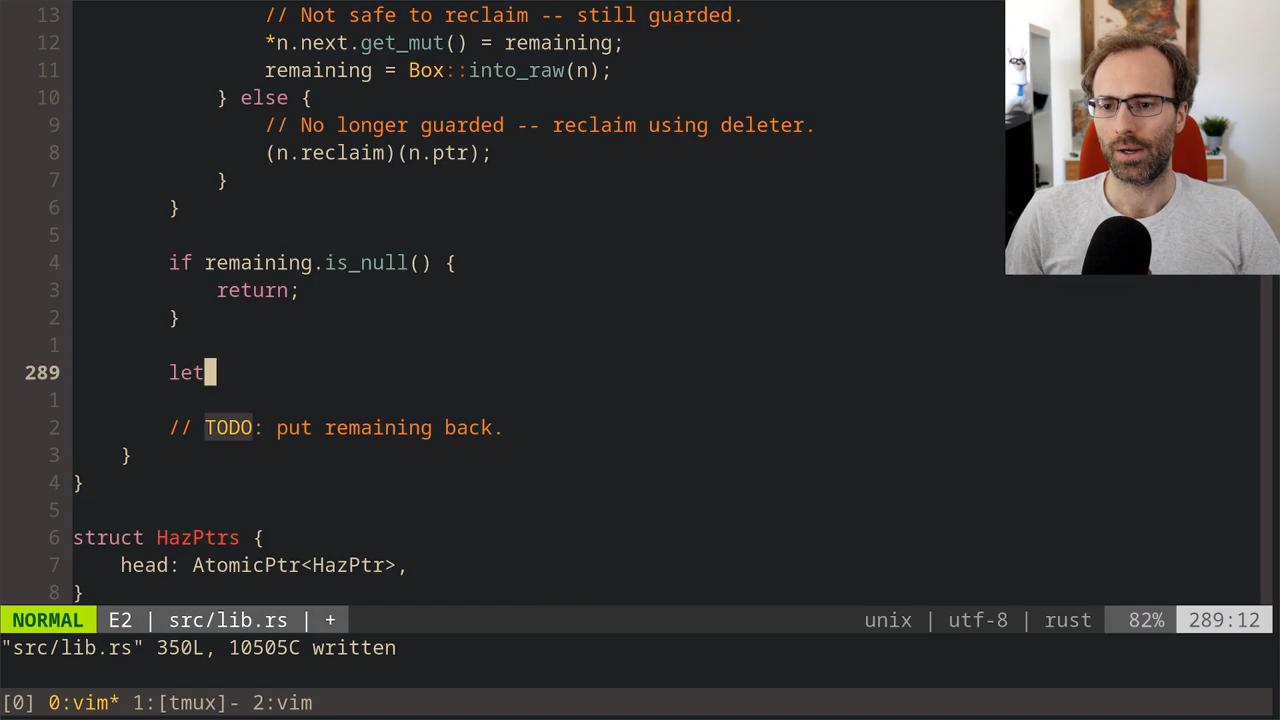 13 // Not safe to reclaim -- still guarded.
12 *n.next.get_mut() = remaining;
11 remaining = Box::into_raw(n);
10 } else {
9 // No longer guarded -- reclaim using deleter.
8 (n.reclaim)(n.ptr);
7 }
6 }
5
4 if remaining.is_null() {
3 return;
2 }
1
289 let
1
2 // TODO: put remaining back.
3 }
4 }
5
6 struct HazPtrs {
7 head: AtomicPtr<HazPtr>,
8 }
NORMAL E2 | src/lib.rs | + unix | utf-8 | rust 82% 289:12
"src/lib.rs" 350L, 10505C written
[0] 0:vim* 1:[tmux]- 2:vim